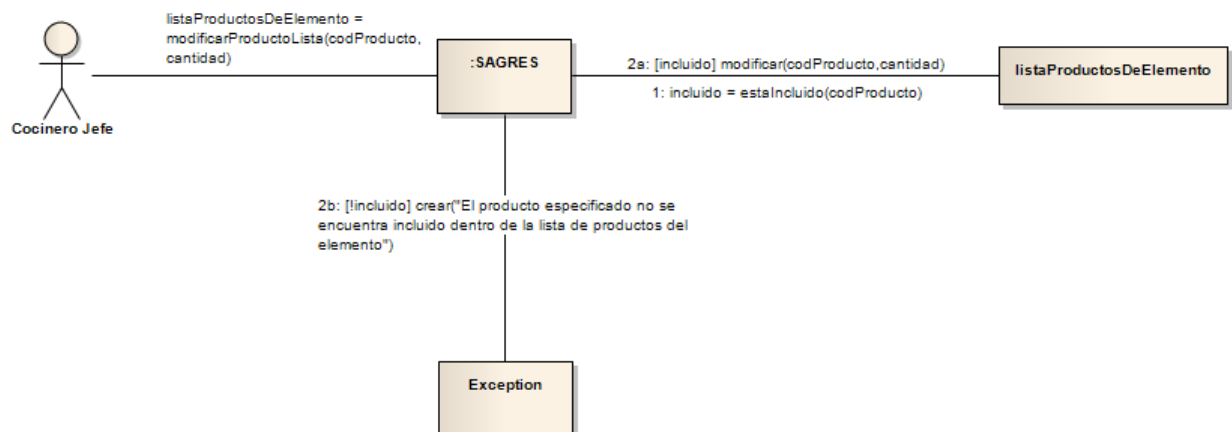 listaProductosDeElemento =
modificarProductoLista(codProducto,
cantidad)
:SAGRES
2a: [incluido] modificar(codProducto,cantidad)
1: incluido = estaIncluido(codProducto)
listaProductosDeElemento
Cocinero Jefe
2b: [!incluido] crear("El producto especificado no se
encuentra incluido dentro de la lista de productos del
elemento")
Exception